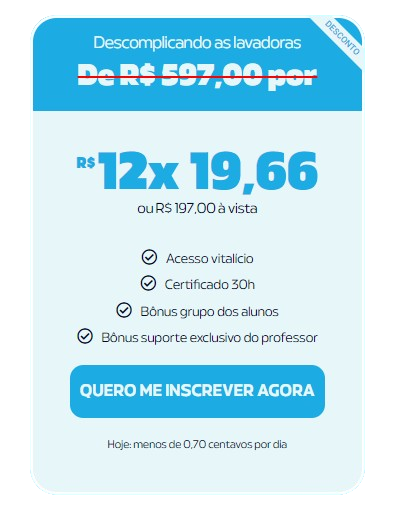 DESCONTO
Descomplicando as lavadoras
De R$ 597,00 por
R$ 12x 19,66
ou R$ 197,00 à vista
Acesso vitalício
Certificado 30h
Bônus grupo dos alunos
Bônus suporte exclusivo do professor
QUERO ME INSCREVER AGORA
Hoje: menos de 0,70 centavos por dia